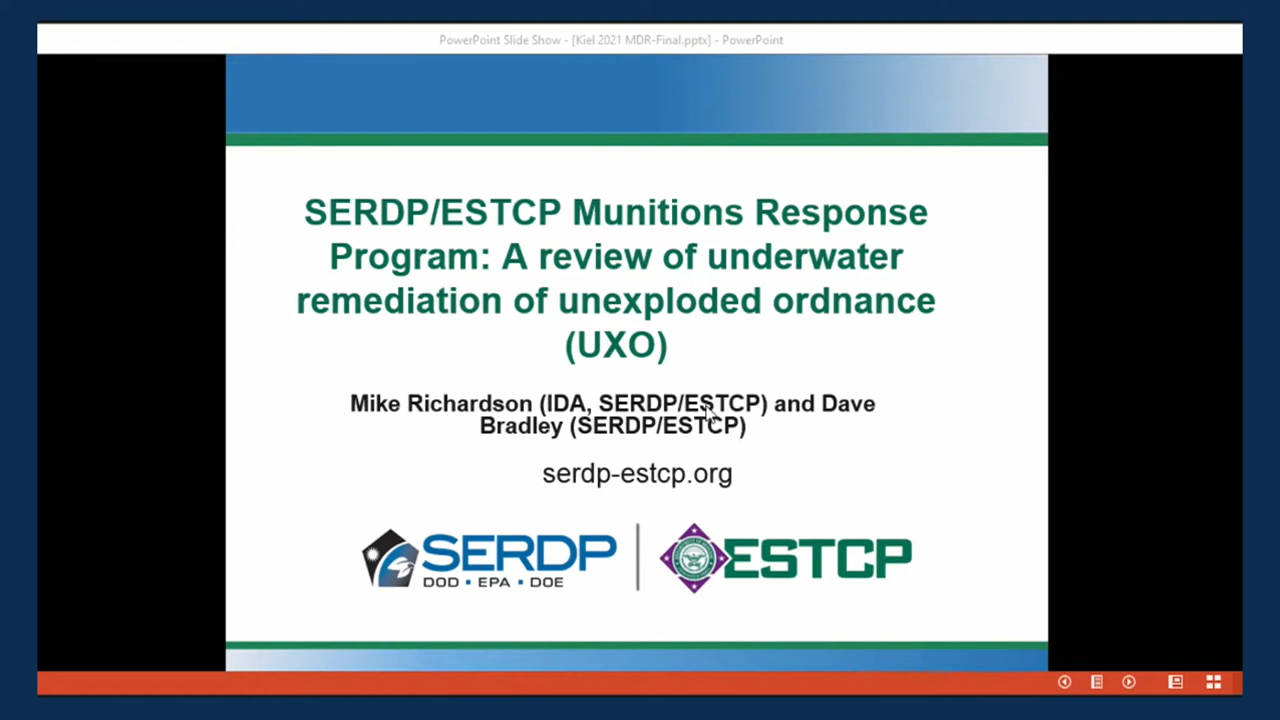 PowerPoint Slide Show - [Kiel 2021 MDR-Final.pptx] - PowerPoint
SERDP/ESTCP Munitions Response
Program: A review of underwater
remediation of unexploded ordnance
(UXO)
Mike Richardson (IDA, SERDP/ESTCP) and Dave
Bradley (SERDP/ESTCP)
serdp-estcp.org
SERDP
DOD ▪ EPA ▪ DOE
ESTCP